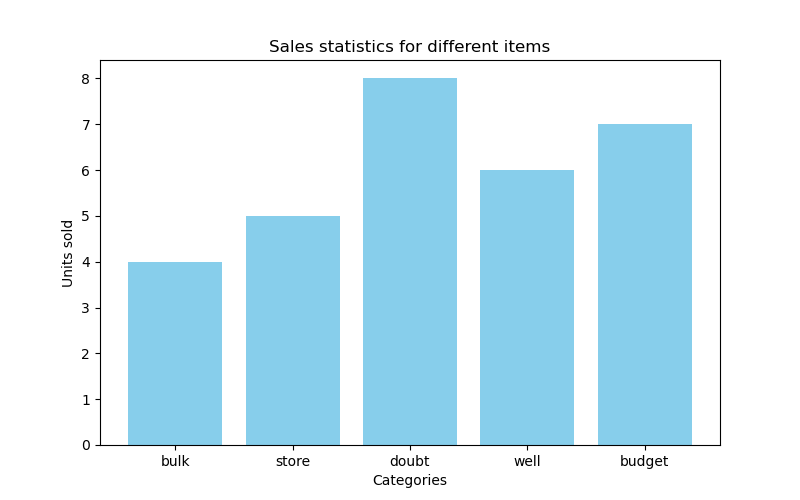 Sales statistics for different items
Units sold
8
7
6
5
4
3
2
1
0
bulk store doubt well budget
Categories